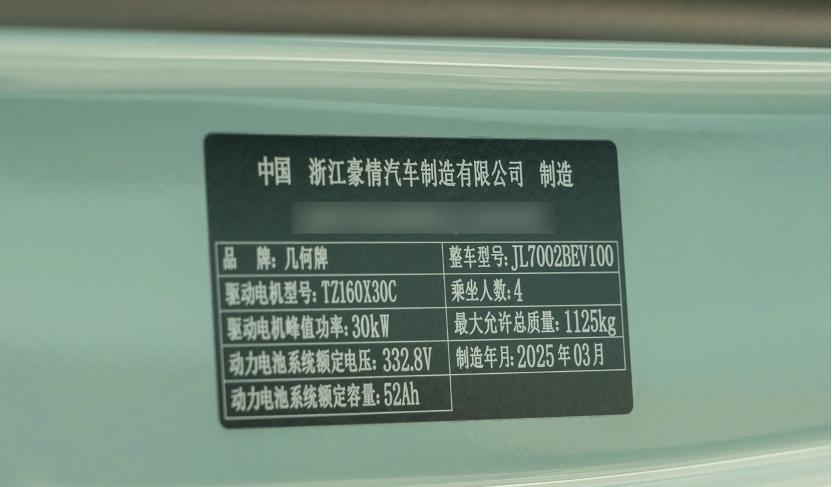 中国 浙江豪情汽车制造有限公司 制造
品 牌: 几何牌 整车型号: JL7002BEV100
驱动电机型号: TZ160X30C 乘坐人数: 4
驱动电机峰值功率: 30kW 最大允许总质量: 1125kg
动力电池系统额定电压: 332.8V 制造年月: 2025年03月
动力电池系统额定容量: 52Ah